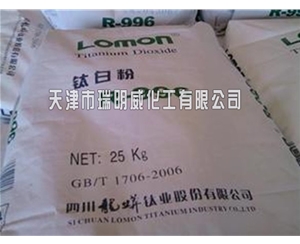 R-996
LOMON
Titanium Dioxide
钛白粉
天津市瑞明威化工有限公司
NET: 25 Kg
GB/T 1706-2006
四川龙蟒钛业股份有限公司
SICHUAN LOMON TITANIUM INDUSTRY CO.,LTD